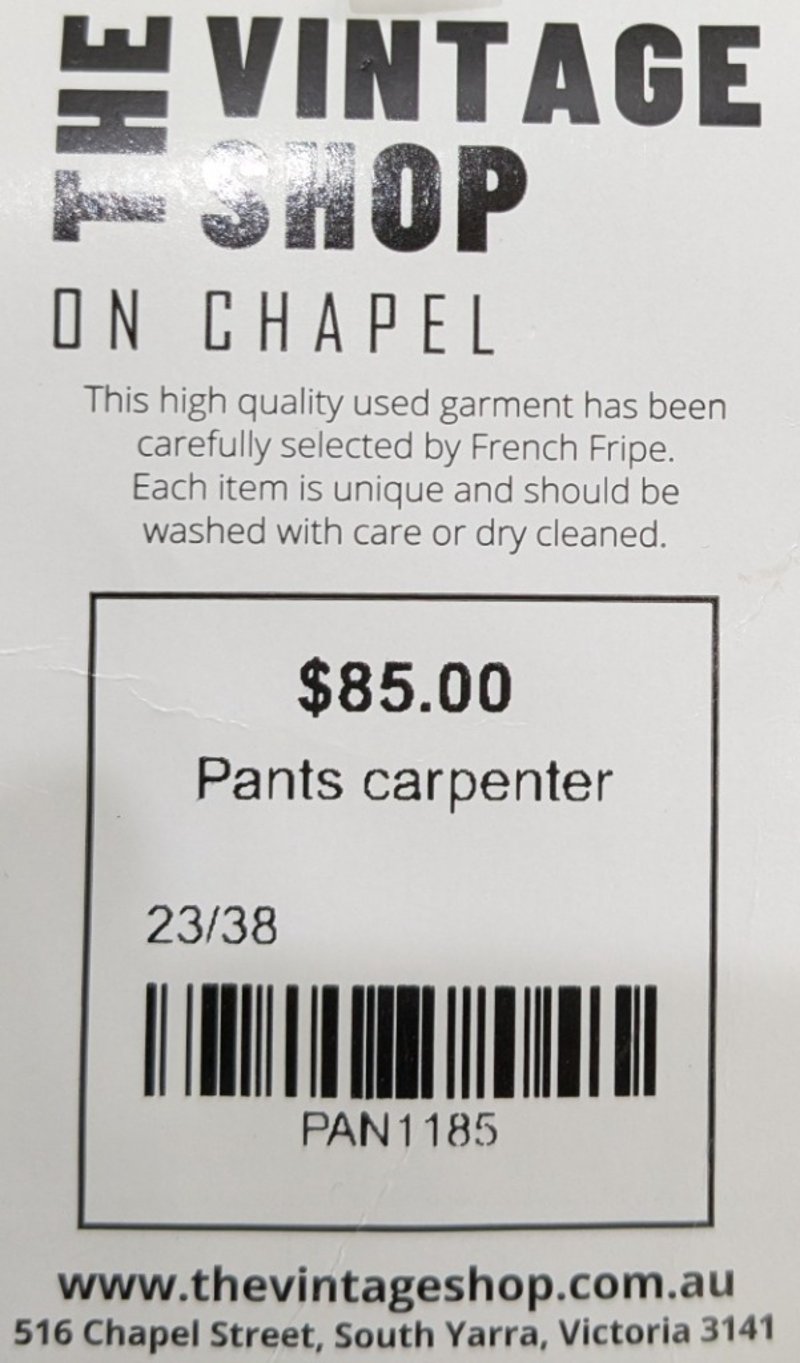 THE VINTAGE
SHOP
ON CHAPEL
This high quality used garment has been
carefully selected by French Fripe.
Each item is unique and should be
washed with care or dry cleaned.
$85.00
Pants carpenter
23/38
PAN1185
www.thevintageshop.com.au
516 Chapel Street, South Yarra, Victoria 3141